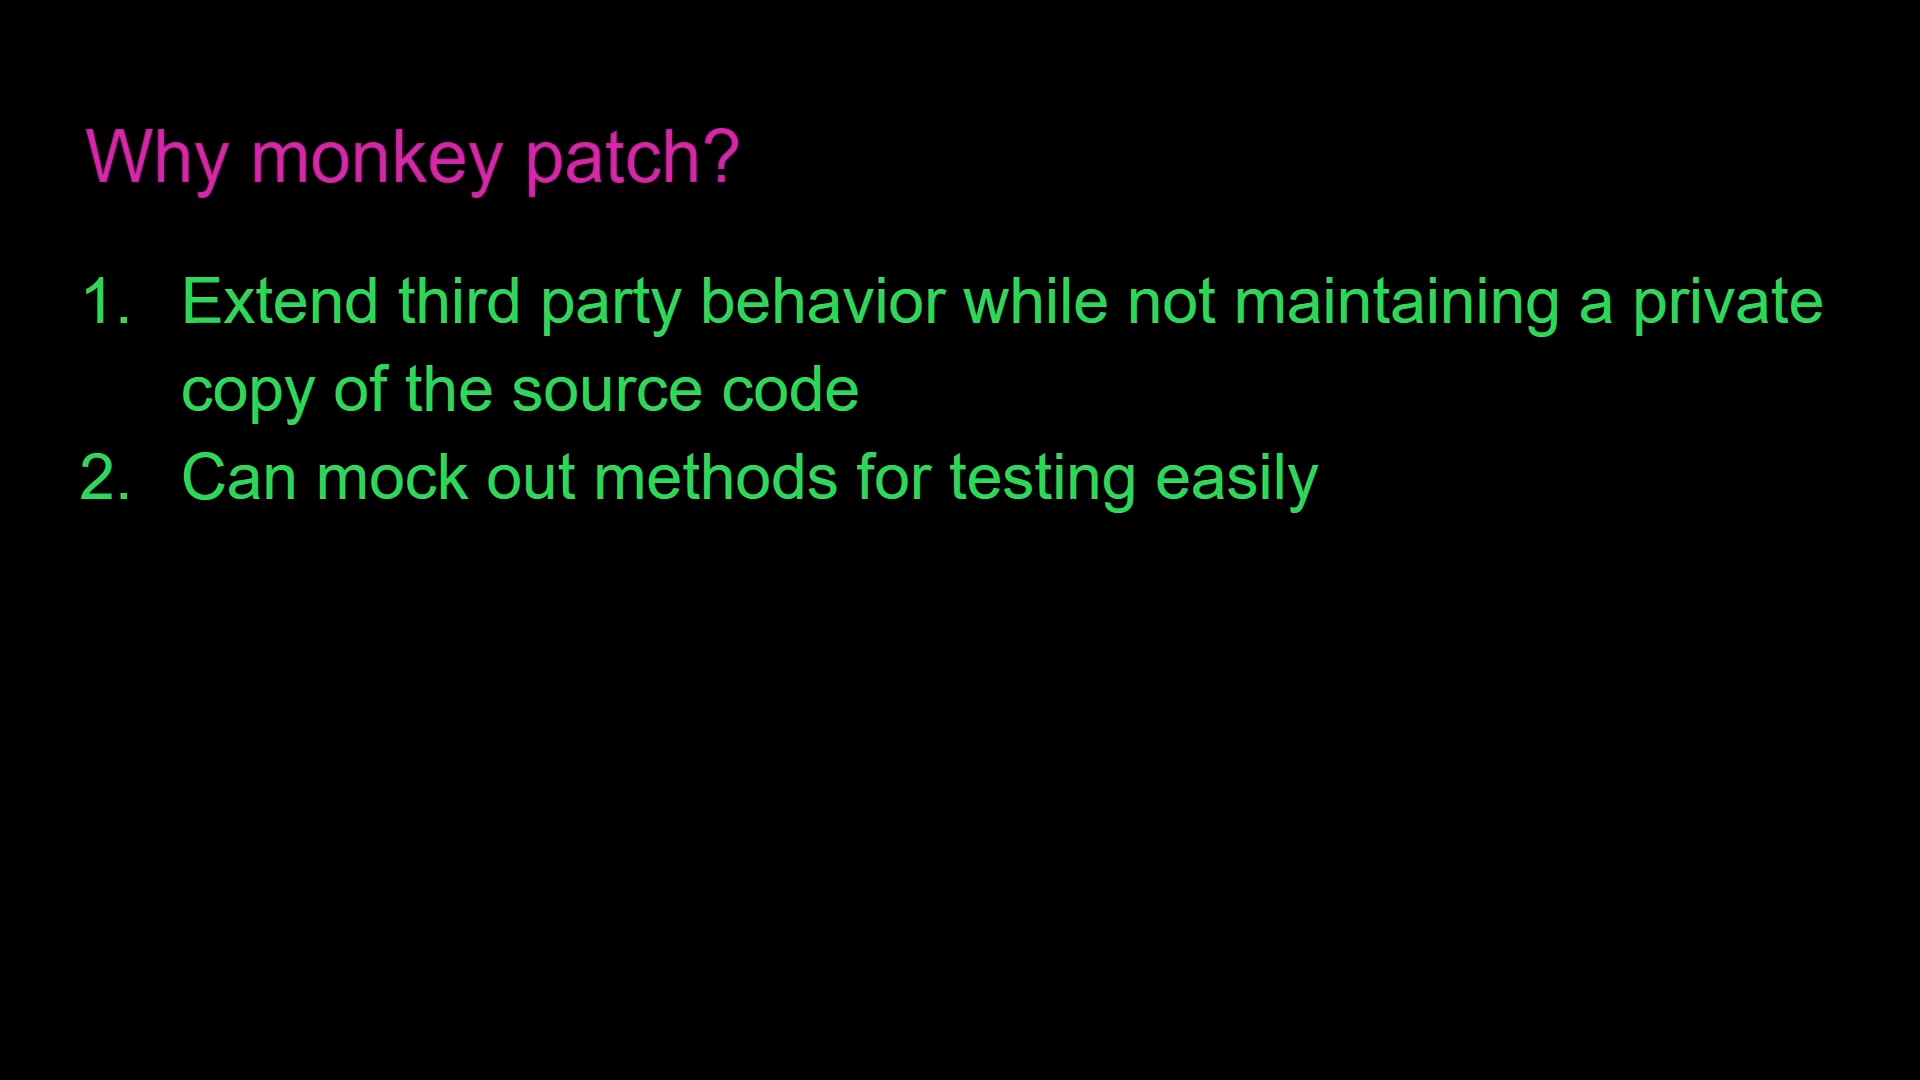 Why monkey patch?
1. Extend third party behavior while not maintaining a private
copy of the source code
2. Can mock out methods for testing easily